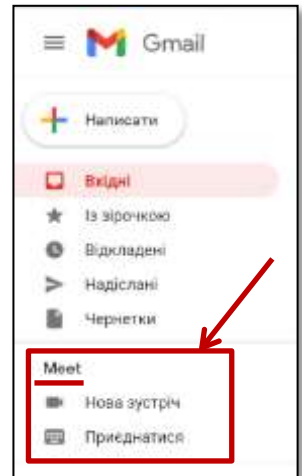 Gmail
Написати
Вхідні
Із зірочкою
Відкладені
Надіслані
Чернетки
Meet
Нова зустріч
Приєднатися